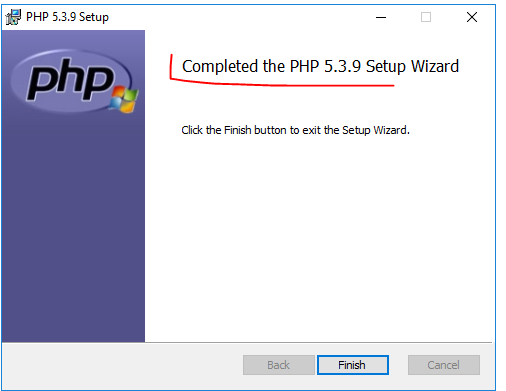 PHP 5.3.9 Setup
php
Completed the PHP 5.3.9 Setup Wizard
Click the Finish button to exit the Setup Wizard.
Back
Finish
Cancel